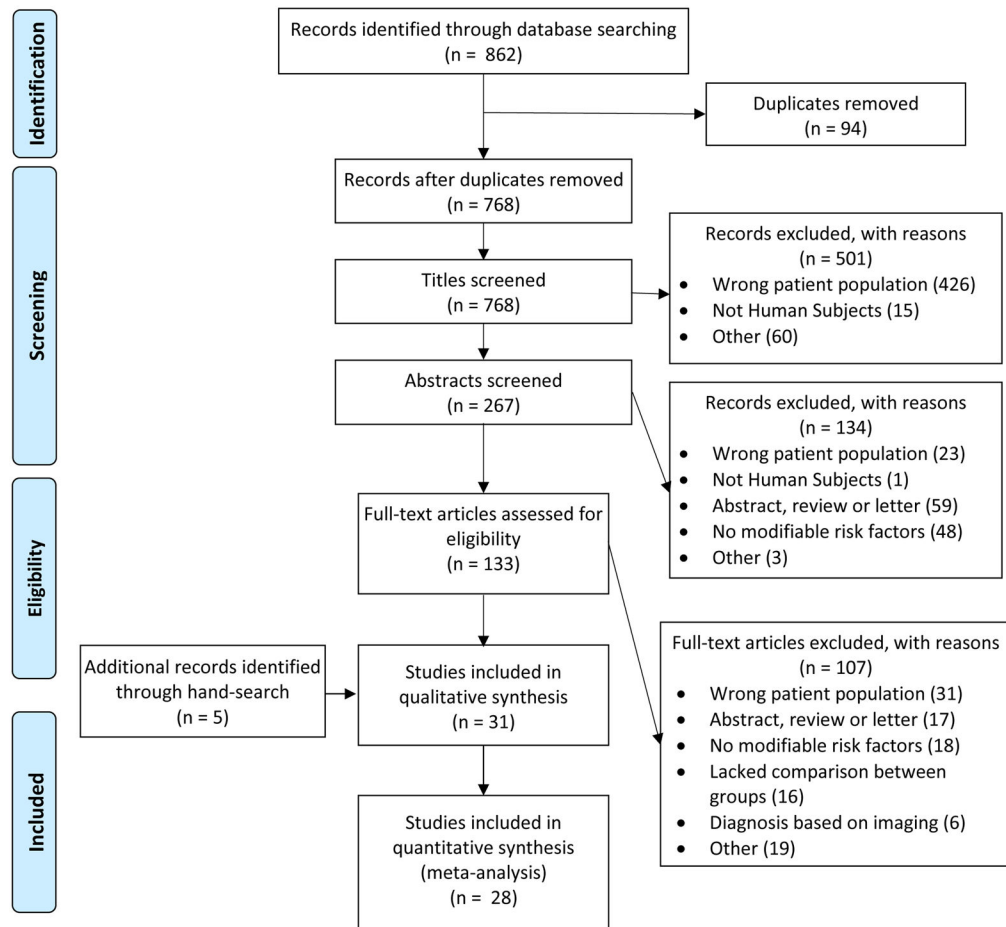 Identification
Records identified through database searching
(n = 862)
Duplicates removed
(n = 94)
Screening
Records after duplicates removed
(n = 768)
Titles screened
(n = 768)
Records excluded, with reasons
(n = 501)
• Wrong patient population (426)
• Not Human Subjects (15)
• Other (60)
Abstracts screened
(n = 267)
Records excluded, with reasons
(n = 134)
• Wrong patient population (23)
• Not Human Subjects (1)
• Abstract, review or letter (59)
• No modifiable risk factors (48)
• Other (3)
Eligibility
Full-text articles assessed for
eligibility
(n = 133)
Full-text articles excluded, with reasons
(n = 107)
• Wrong patient population (31)
• Abstract, review or letter (17)
• No modifiable risk factors (18)
• Lacked comparison between
groups (16)
• Diagnosis based on imaging (6)
• Other (19)
Additional records identified
through hand-search
(n = 5)
Studies included in
qualitative synthesis
(n = 31)
Included
Studies included in
quantitative synthesis
(meta-analysis)
(n = 28)